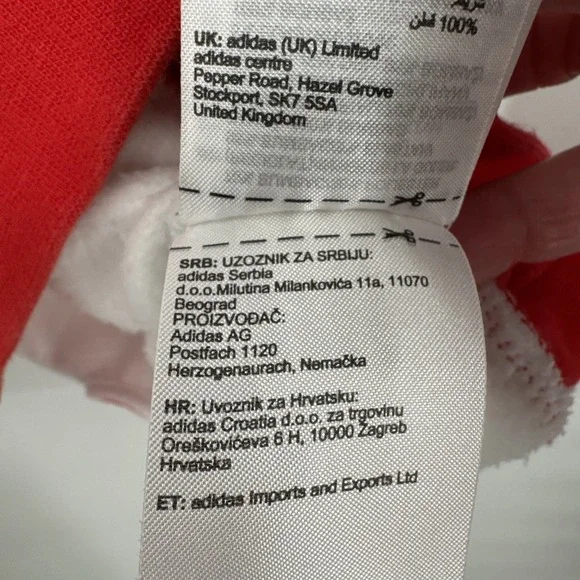 100% قطن
UK: adidas (UK) Limited
adidas centre
Pepper Road, Hazel Grove
Stockport, SK7 5SA
United Kingdom
SRB: UZOZNIK ZA SRBIJU:
adidas Serbia
d.o.o.Milutina Milankovića 11a, 11070
Beograd
PROIZVOĐAČ:
Adidas AG
Postfach 1120
Herzogenaurach, Nemačka
HR: Uvoznik za Hrvatsku:
adidas Croatia d.o.o. za trgovinu
Oreškovićeva 6 H, 10000 Zagreb
Hrvatska
ET: adidas Imports and Exports Ltd